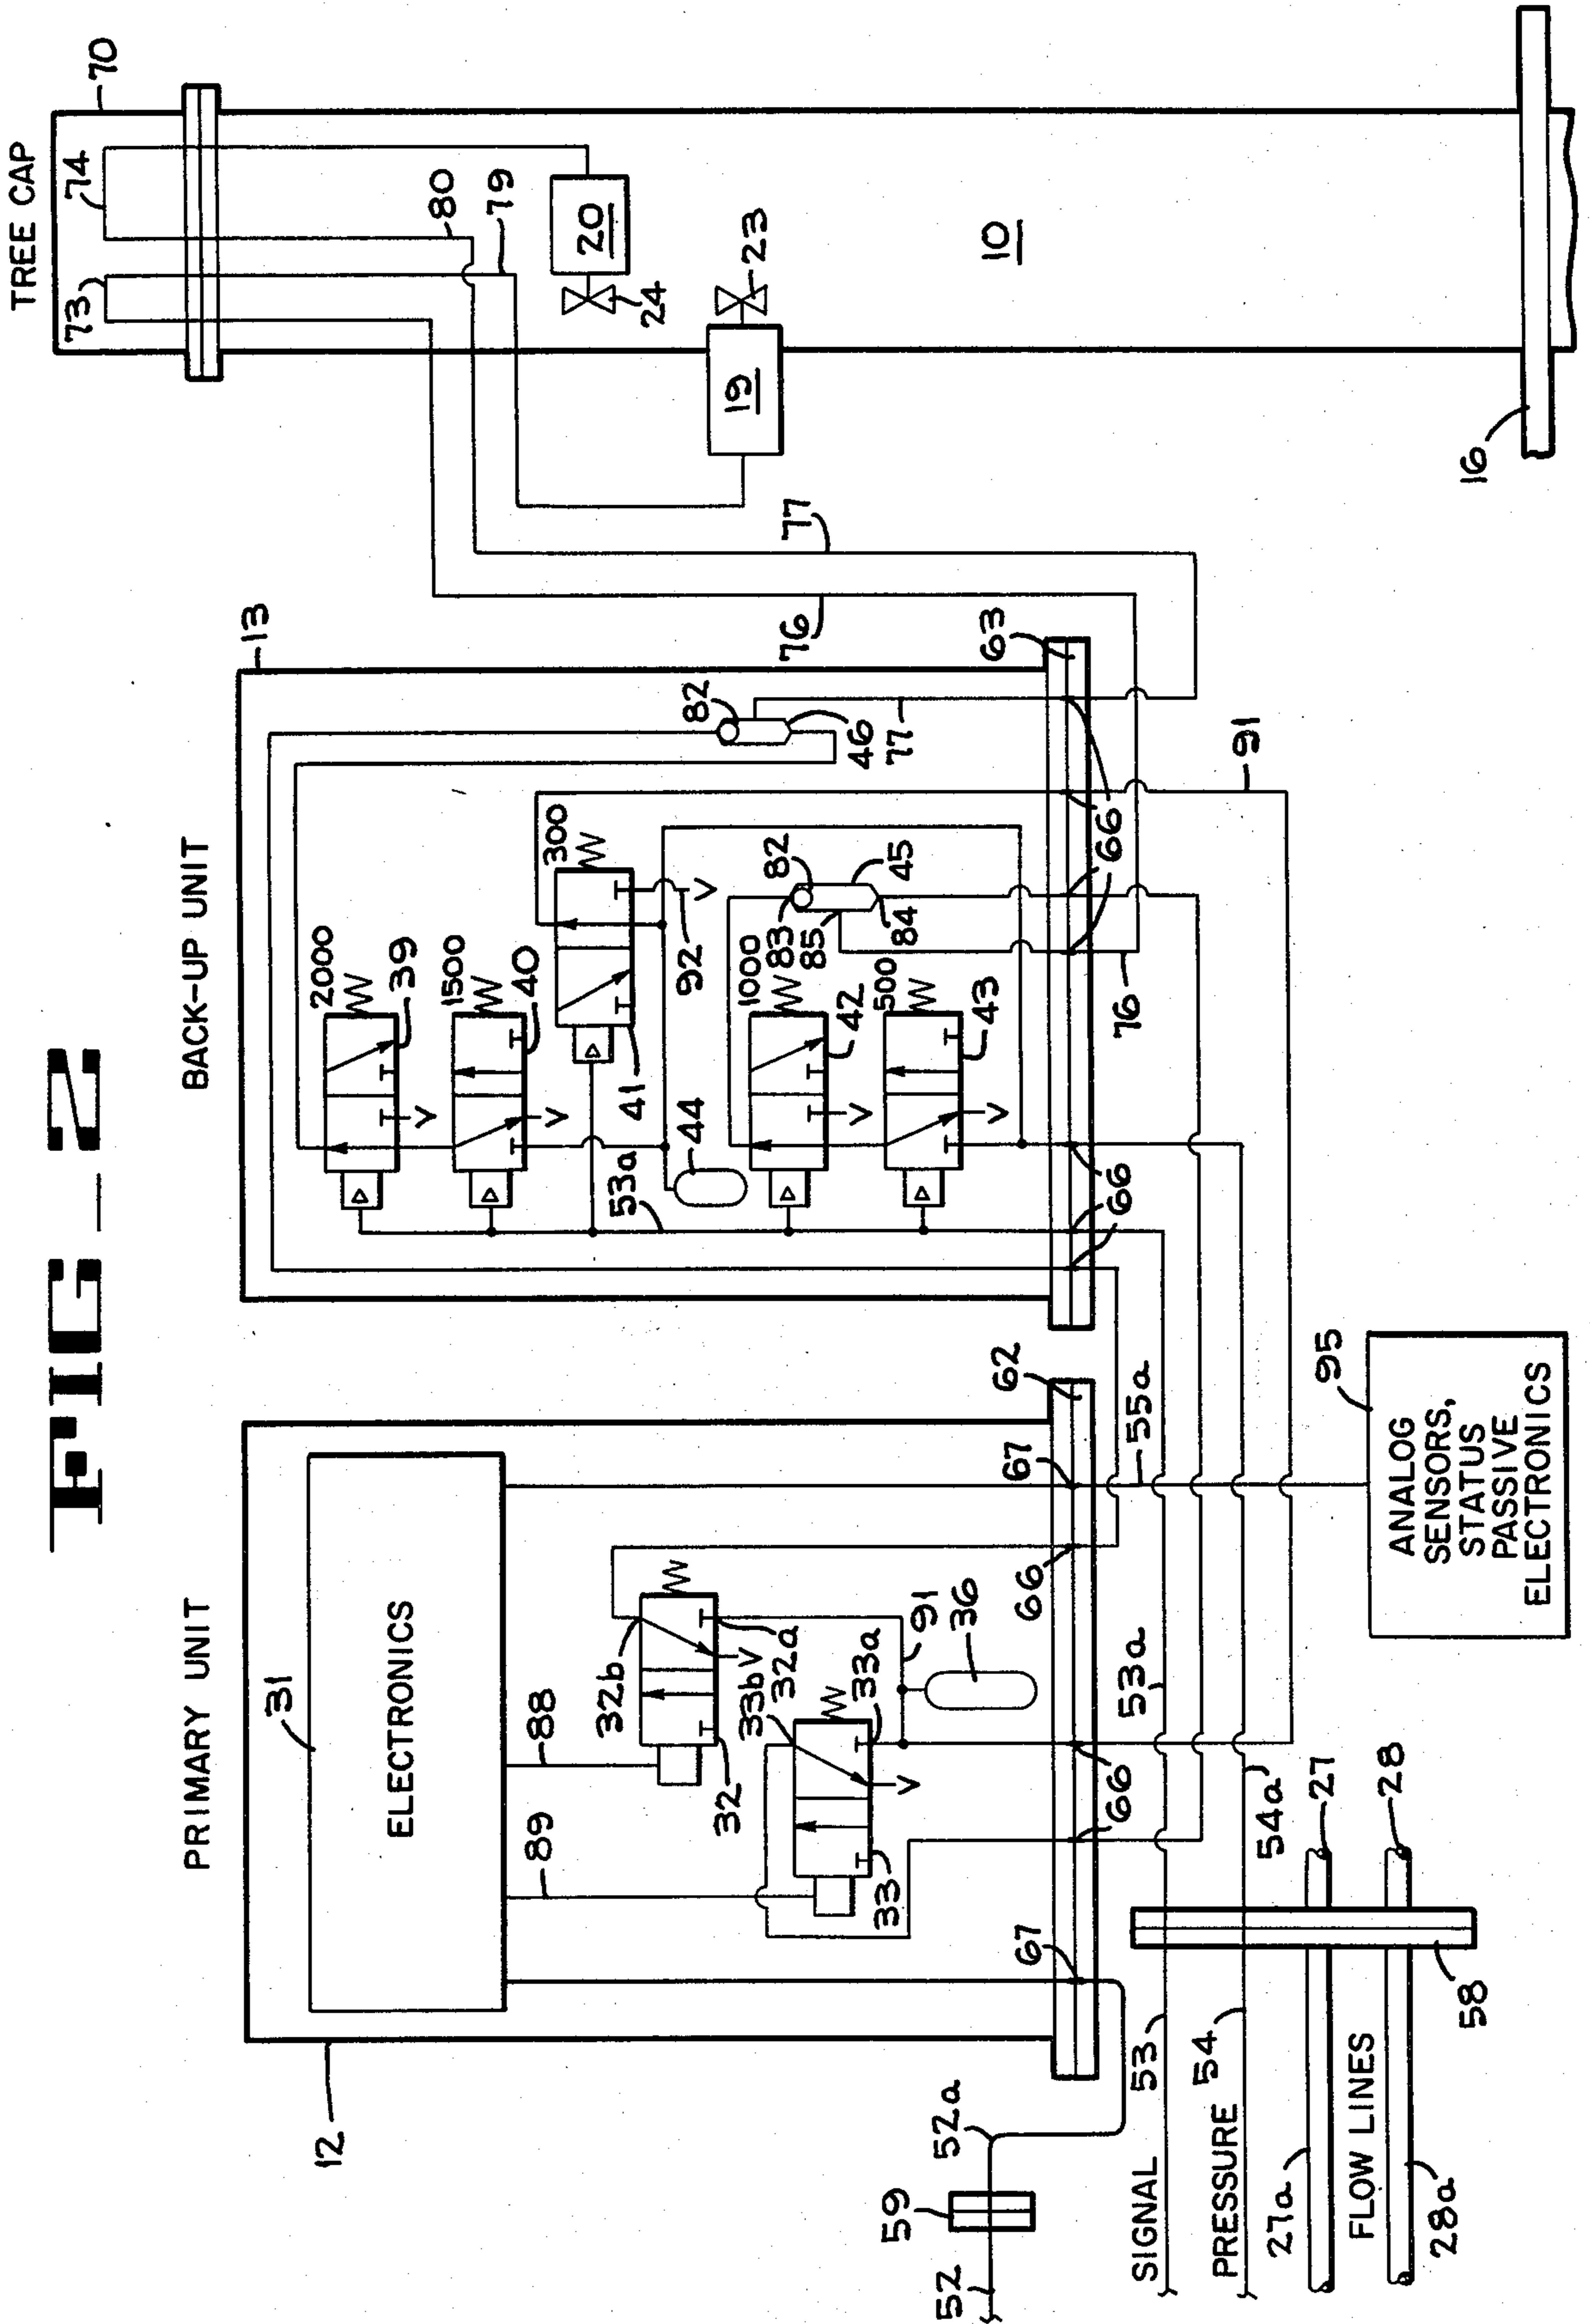 FIG_2
PRIMARY UNIT
BACK-UP UNIT
TREE CAP
12
31
ELECTRONICS
89
88
32b
32
32a
33b
33a
33
91
36
67
66
66
67
62
13
2000
39
1500
40
300
41
92
44
53a
1000
42
83
82
85
45
84
500
43
82
46
77
66
66
66
66
63
76
76
77
91
73
74
70
80
79
20
24
19
23
10
16
59
52
52a
SIGNAL
53
53a
55a
PRESSURE
54
54a
27a
27
FLOW LINES
28a
28
58
95
ANALOG
SENSORS,
STATUS
PASSIVE
ELECTRONICS
V
V
V
V
V
V
V